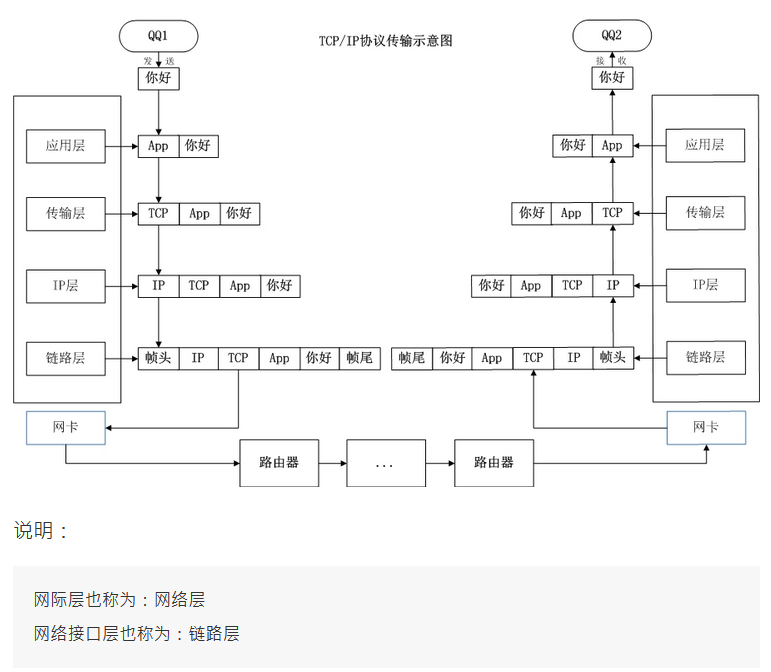 QQ1 TCP/IP协议传输示意图 QQ2
发 送 接 收
你好 你好
应用层 App 你好 你好 App 应用层
传输层 TCP App 你好 你好 App TCP 传输层
IP层 IP TCP App 你好 你好 App TCP IP IP层
链路层 帧头 IP TCP App 你好 帧尾 帧尾 你好 App TCP IP 帧头 链路层
网卡 网卡
路由器 ... 路由器
说明：
网际层也称为：网络层
网络接口层也称为：链路层